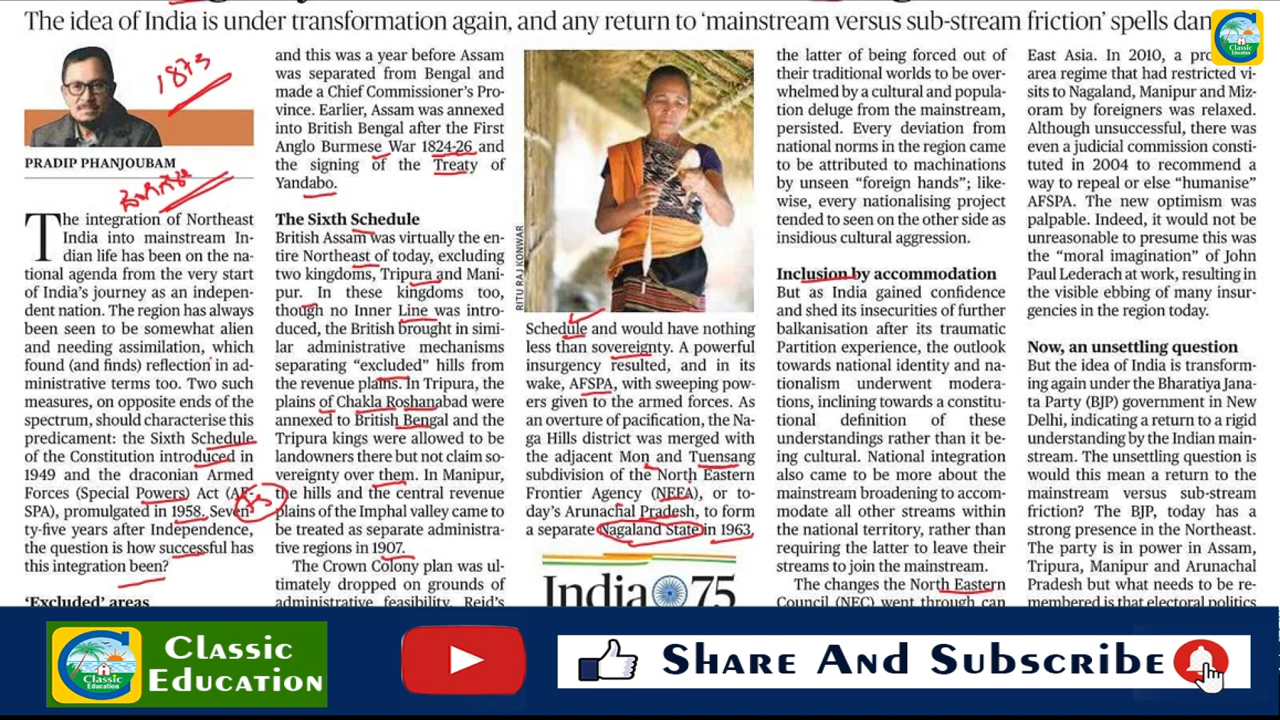 The idea of India is under transformation again, and any return to ‘mainstream versus sub-stream friction’ spells dan
1873
PRADIP PHANJOUBAM
The integration of Northeast
India into mainstream In-
dian life has been on the na-
tional agenda from the very start
of India’s journey as an indepen-
dent nation. The region has always
been seen to be somewhat alien
and needing assimilation, which
found (and finds) reflection in ad-
ministrative terms too. Two such
measures, on opposite ends of the
spectrum, should characterise this
predicament: the Sixth Schedule
of the Constitution introduced in
1949 and the draconian Armed
Forces (Special Powers) Act (AF-
SPA), promulgated in 1958. Seven-
ty-five years after Independence,
the question is how successful has
this integration been?
‘Excluded’ areas
and this was a year before Assam
was separated from Bengal and
made a Chief Commissioner’s Pro-
vince. Earlier, Assam was annexed
into British Bengal after the First
Anglo Burmese War 1824-26 and
the signing of the Treaty of
Yandabo.
The Sixth Schedule
British Assam was virtually the en-
tire Northeast of today, excluding
two kingdoms, Tripura and Mani-
pur. In these kingdoms too,
though no Inner Line was intro-
duced, the British brought in simi-
lar administrative mechanisms
separating “excluded” hills from
the revenue plains. In Tripura, the
plains of Chakla Roshanabad were
annexed to British Bengal and the
Tripura kings were allowed to be
landowners there but not claim so-
vereignty over them. In Manipur,
the hills and the central revenue
plains of the Imphal valley came to
be treated as separate administra-
tive regions in 1907.
The Crown Colony plan was ul-
timately dropped on grounds of
administrative feasibility. Reid’s
RITU RAJ KONWAR
Schedule and would have nothing
less than sovereignty. A powerful
insurgency resulted, and in its
wake, AFSPA, with sweeping pow-
ers given to the armed forces. As
an overture of pacification, the Na-
ga Hills district was merged with
the adjacent Mon and Tuensang
subdivision of the North Eastern
Frontier Agency (NEFA), or to-
day’s Arunachal Pradesh, to form
a separate Nagaland State in 1963.
India 75
the latter of being forced out of
their traditional worlds to be over-
whelmed by a cultural and popula-
tion deluge from the mainstream,
persisted. Every deviation from
national norms in the region came
to be attributed to machinations
by unseen “foreign hands”; like-
wise, every nationalising project
tended to seen on the other side as
insidious cultural aggression.
Inclusion by accommodation
But as India gained confidence
and shed its insecurities of further
balkanisation after its traumatic
Partition experience, the outlook
towards national identity and na-
tionalism underwent modera-
tions, inclining towards a constitu-
tional definition of these
understandings rather than it be-
ing cultural. National integration
also came to be more about the
mainstream broadening to accom-
modate all other streams within
the national territory, rather than
requiring the latter to leave their
streams to join the mainstream.
The changes the North Eastern
Council (NEC) went through can
East Asia. In 2010, a pro
area regime that had restricted vi-
sits to Nagaland, Manipur and Miz-
oram by foreigners was relaxed.
Although unsuccessful, there was
even a judicial commission consti-
tuted in 2004 to recommend a
way to repeal or else “humanise”
AFSPA. The new optimism was
palpable. Indeed, it would not be
unreasonable to presume this was
the “moral imagination” of John
Paul Lederach at work, resulting in
the visible ebbing of many insur-
gencies in the region today.
Now, an unsettling question
But the idea of India is transform-
ing again under the Bharatiya Jana-
ta Party (BJP) government in New
Delhi, indicating a return to a rigid
understanding by the Indian main-
stream. The unsettling question is
would this mean a return to the
mainstream versus sub-stream
friction? The BJP, today has a
strong presence in the Northeast.
The party is in power in Assam,
Tripura, Manipur and Arunachal
Pradesh but what needs to be re-
membered is that electoral politics
Classic
Education
Classic
Education
Classic
Education
Share And Subscribe